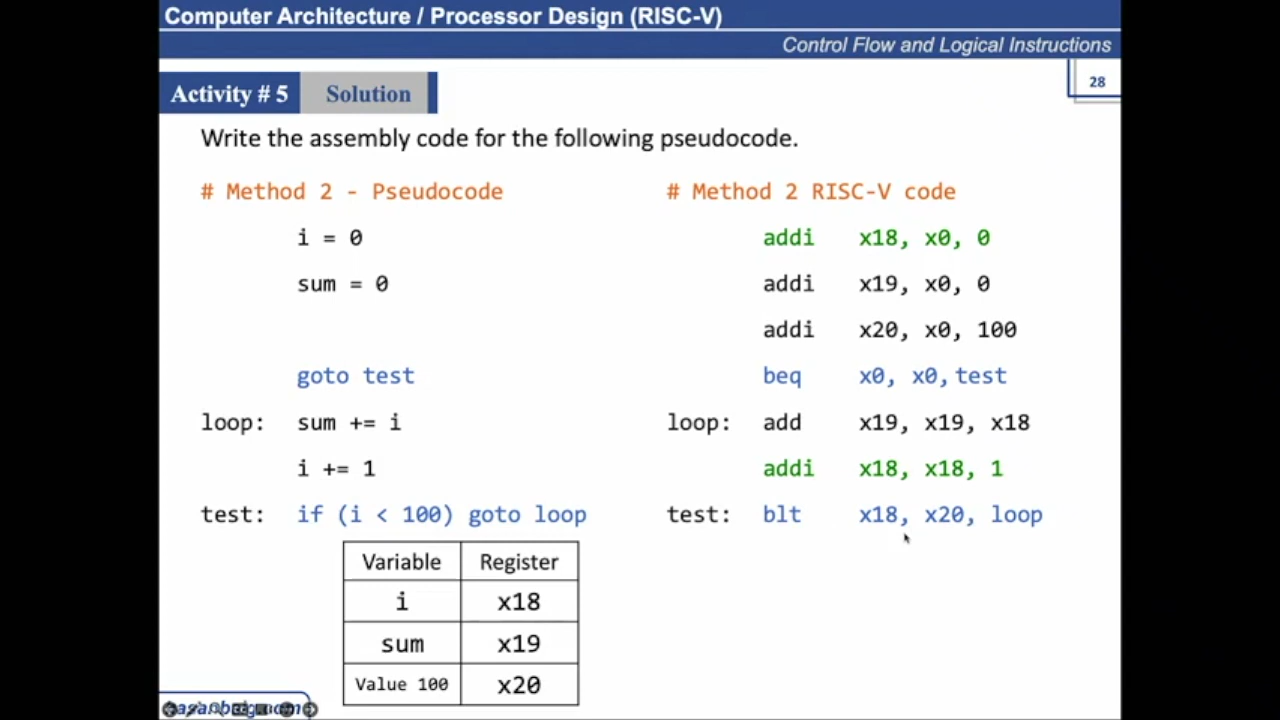 Computer Architecture / Processor Design (RISC-V)
Control Flow and Logical Instructions
Activity # 5 Solution
28
Write the assembly code for the following pseudocode.
# Method 2 - Pseudocode
i = 0
sum = 0
goto test
loop: sum += i
i += 1
test: if (i < 100) goto loop
# Method 2 RISC-V code
addi x18, x0, 0
addi x19, x0, 0
addi x20, x0, 100
beq x0, x0, test
loop: add x19, x19, x18
addi x18, x18, 1
test: blt x18, x20, loop
Variable Register
i x18
sum x19
Value 100 x20